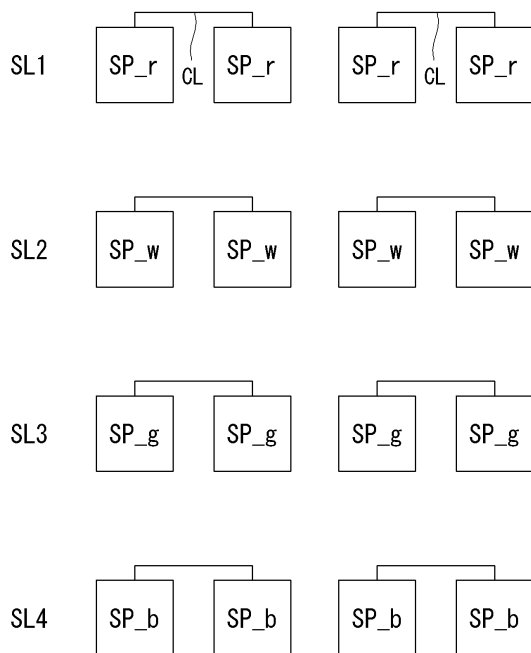 SL1 SP_r SP_r SP_r SP_r
CL CL
SL2 SP_w SP_w SP_w SP_w
SL3 SP_g SP_g SP_g SP_g
SL4 SP_b SP_b SP_b SP_b